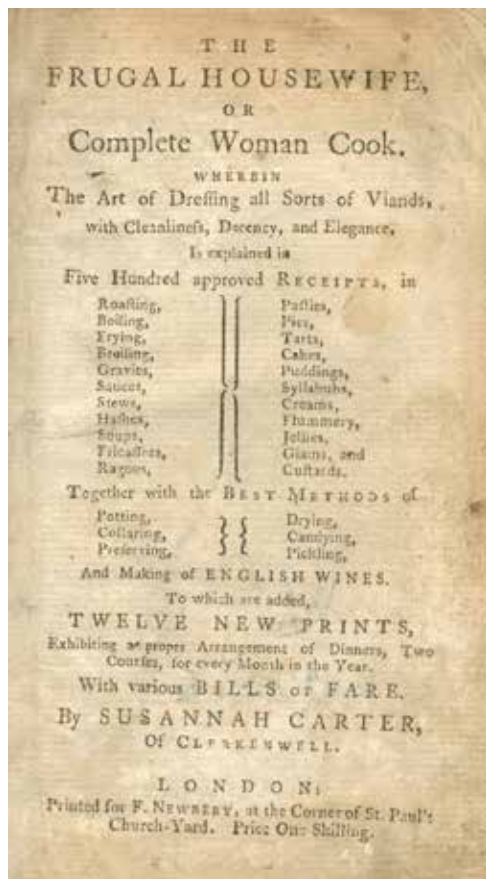 THE
FRUGAL HOUSEWIFE,
OR
Complete Woman Cook.
WHEREIN
The Art of Dreſſing all Sorts of Viands,
with Cleanlineſs, Decency, and Elegance,
Is explained in
Five Hundred approved RECEIPTS, in
Roaſting, Paſties,
Boiling, Pies,
Frying, Tarts,
Broiling, Cakes,
Gravies, Puddings,
Sauces, Syllabubs,
Stews, Creams,
Haſhes, Flummery,
Soups, Jellies,
Fricaſſees, Giams, and
Ragoos, Cuſtards.
Together with the BEST METHODS of
Potting, Drying,
Collaring, Candying,
Preſerving, Pickling,
And Making of ENGLISH WINES.
To which are added,
TWELVE NEW PRINTS,
Exhibiting a proper Arrangement of Dinners, Two
Courſes, for every Month in the Year.
With various BILLS OF FARE.
By SUSANNAH CARTER,
Of CLERKENWELL.
LONDON:
Printed for F. NEWBERY, at the Corner of St. Paul's
Church-Yard. Price One Shilling.